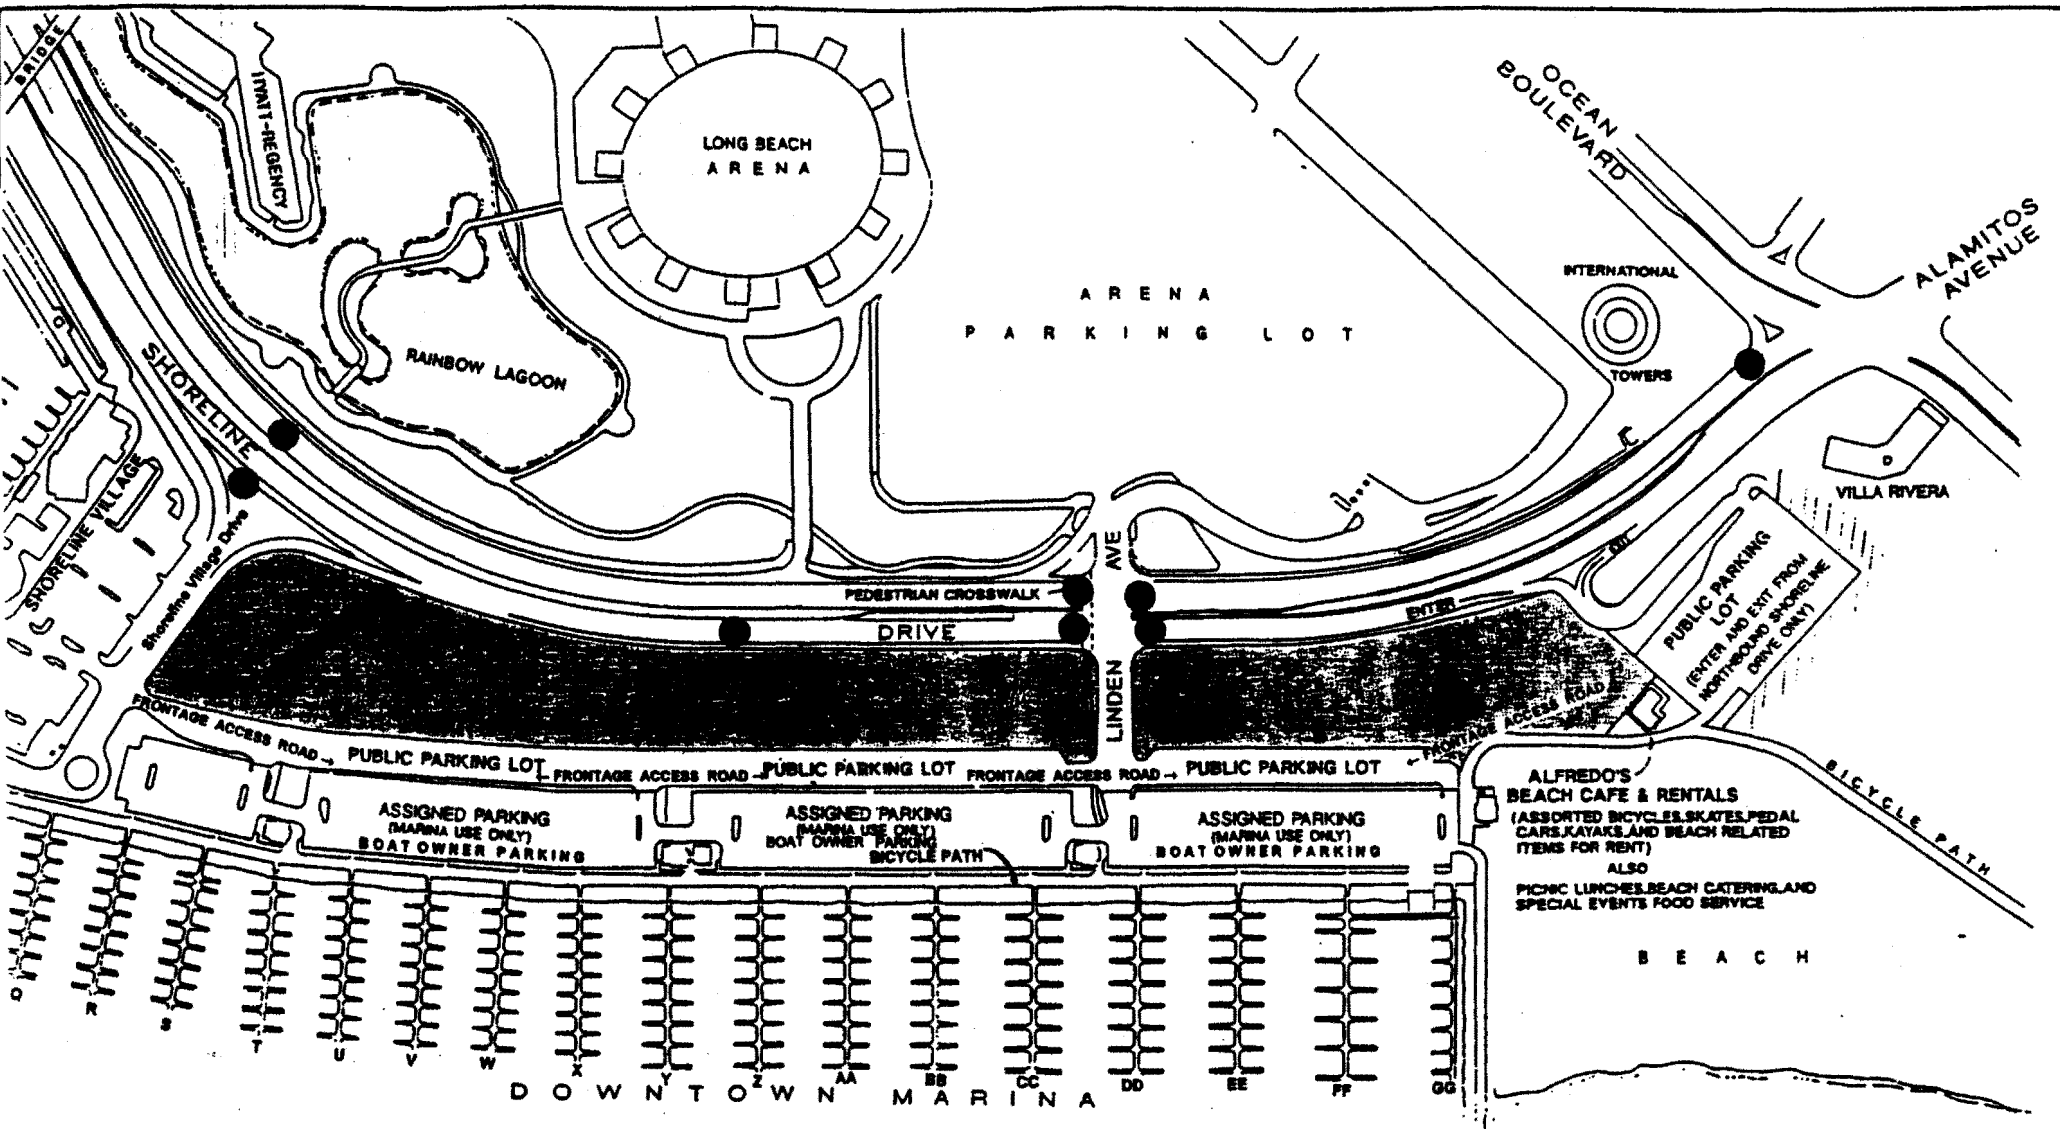 BRIDGE
HYATT-REGENCY
LONG BEACH
ARENA
OCEAN
BOULEVARD
ALAMITOS
AVENUE
INTERNATIONAL
TOWERS
ARENA
PARKING LOT
RAINBOW LAGOON
SHORELINE
SHORELINE VILLAGE
Shoreline Village Drive
VILLA RIVERA
AVE
PEDESTRIAN CROSSWALK
DRIVE
LINDEN
ENTER
EXIT
PUBLIC PARKING
LOT
(ENTER AND EXIT FROM
NORTHBOUND SHORELINE
DRIVE ONLY)
FRONTAGE ACCESS ROAD →
PUBLIC PARKING LOT
FRONTAGE ACCESS ROAD →
PUBLIC PARKING LOT
FRONTAGE ACCESS ROAD →
PUBLIC PARKING LOT
← FRONTAGE ACCESS ROAD
ASSIGNED PARKING
(MARINA USE ONLY)
BOAT OWNER PARKING
ASSIGNED PARKING
(MARINA USE ONLY)
BOAT OWNER PARKING
BICYCLE PATH
ASSIGNED PARKING
(MARINA USE ONLY)
BOAT OWNER PARKING
ALFREDO'S
BEACH CAFE & RENTALS
(ASSORTED BICYCLES,SKATES,PEDAL
CARS,KAYAKS,AND BEACH RELATED
ITEMS FOR RENT)
ALSO
PICNIC LUNCHES,BEACH CATERING,AND
SPECIAL EVENTS FOOD SERVICE
BICYCLE PATH
BEACH
Q
R
S
T
U
V
W
X
Y
Z
AA
BB
CC
DD
EE
FF
GG
DOWNTOWN MARINA